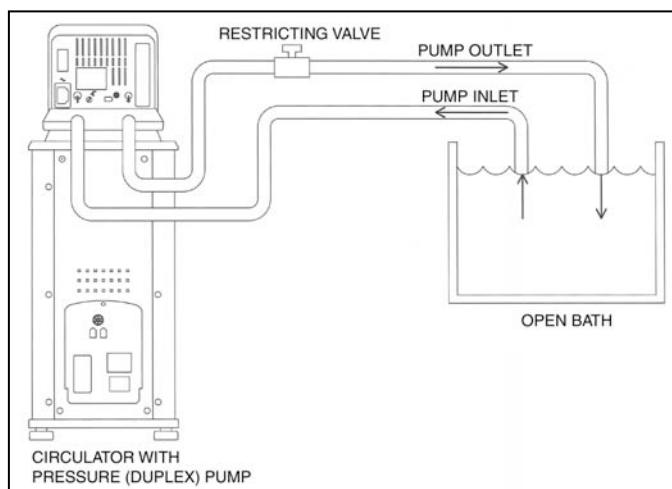 RESTRICTING VALVE
PUMP OUTLET
PUMP INLET
OPEN BATH
CIRCULATOR WITH
PRESSURE (DUPLEX) PUMP